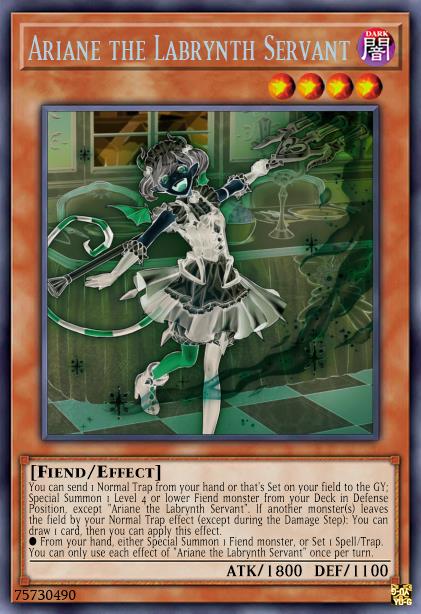 ARIANE THE LABRYNTH SERVANT
DARK
闇
[FIEND/EFFECT]
You can send 1 Normal Trap from your hand or that's Set on your field to the GY;
Special Summon 1 Level 4 or lower Fiend monster from your Deck in Defense
Position, except "Ariane the Labrynth Servant". If another monster(s) leaves
the field by your Normal Trap effect (except during the Damage Step): You can
draw 1 card, then you can apply this effect.
● From your hand, either Special Summon 1 Fiend monster, or Set 1 Spell/Trap.
You can only use each effect of "Ariane the Labrynth Servant" once per turn.
ATK/1800 DEF/1100
75730490